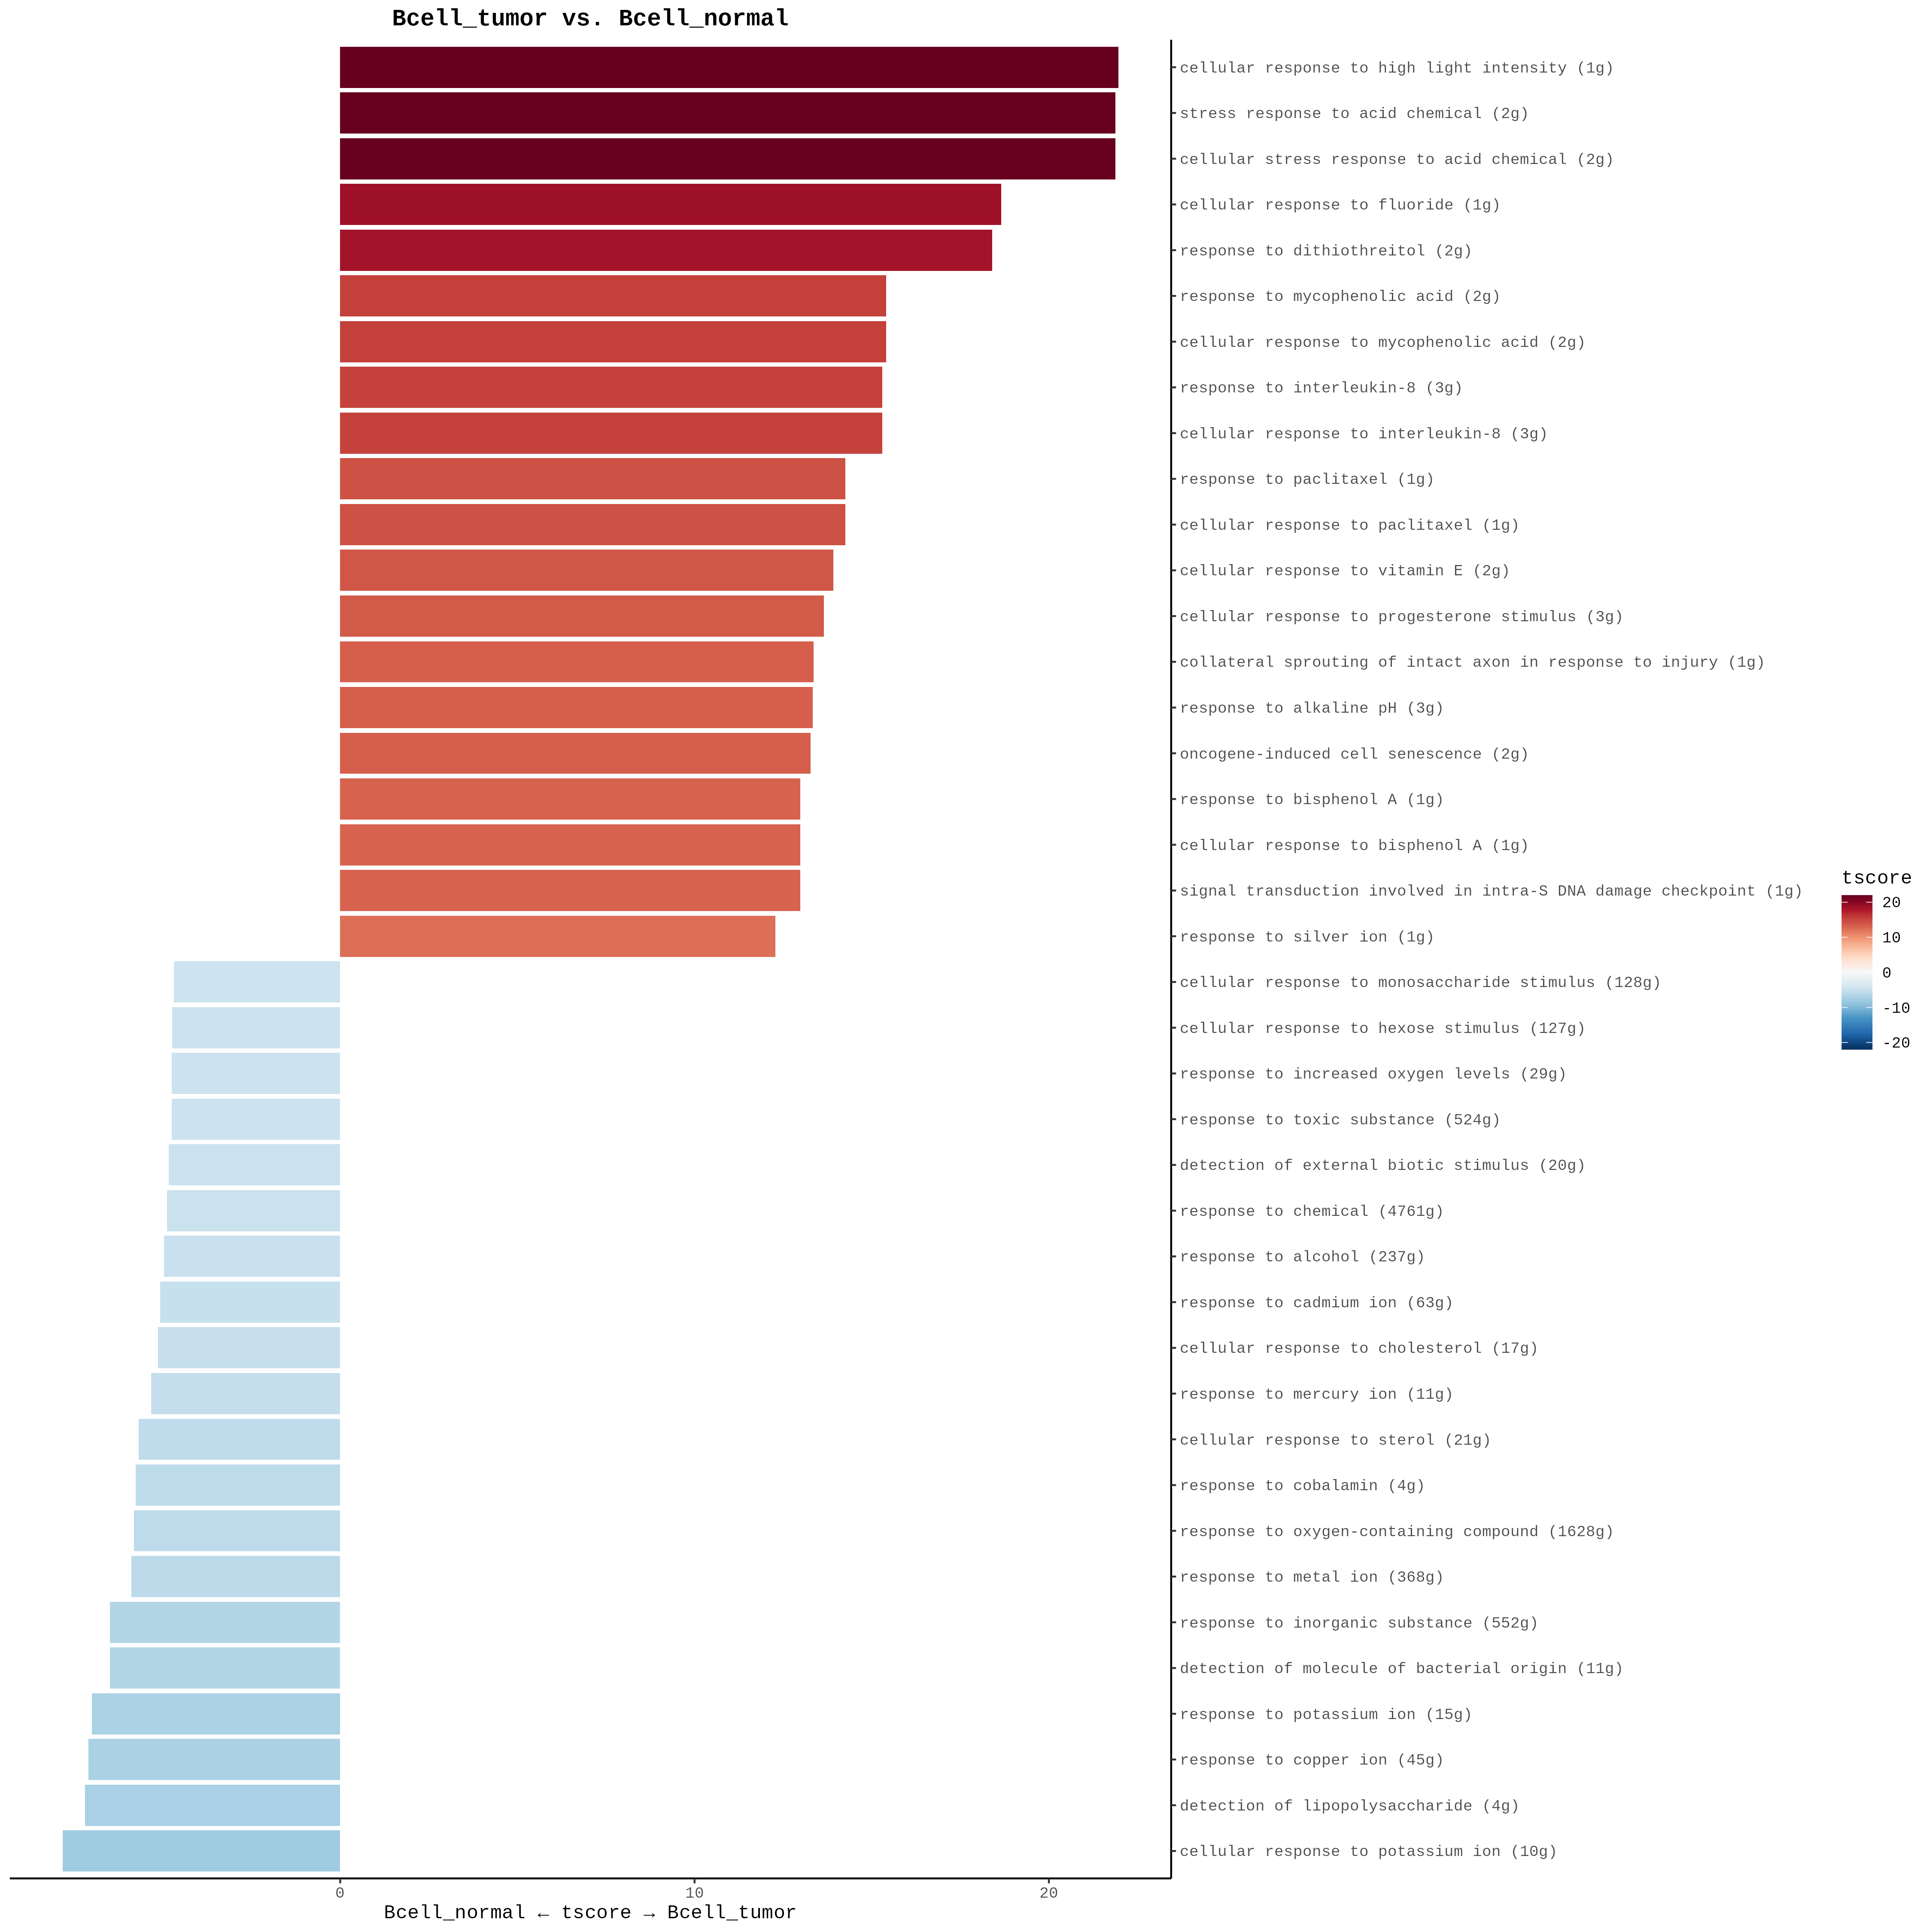 Bcell_tumor vs. Bcell_normal
cellular response to high light intensity (1g)
stress response to acid chemical (2g)
cellular stress response to acid chemical (2g)
cellular response to fluoride (1g)
response to dithiothreitol (2g)
response to mycophenolic acid (2g)
cellular response to mycophenolic acid (2g)
response to interleukin-8 (3g)
cellular response to interleukin-8 (3g)
response to paclitaxel (1g)
cellular response to paclitaxel (1g)
cellular response to vitamin E (2g)
cellular response to progesterone stimulus (3g)
collateral sprouting of intact axon in response to injury (1g)
response to alkaline pH (3g)
oncogene-induced cell senescence (2g)
response to bisphenol A (1g)
cellular response to bisphenol A (1g)
signal transduction involved in intra-S DNA damage checkpoint (1g)
response to silver ion (1g)
cellular response to monosaccharide stimulus (128g)
cellular response to hexose stimulus (127g)
response to increased oxygen levels (29g)
response to toxic substance (524g)
detection of external biotic stimulus (20g)
response to chemical (4761g)
response to alcohol (237g)
response to cadmium ion (63g)
cellular response to cholesterol (17g)
response to mercury ion (11g)
cellular response to sterol (21g)
response to cobalamin (4g)
response to oxygen-containing compound (1628g)
response to metal ion (368g)
response to inorganic substance (552g)
detection of molecule of bacterial origin (11g)
response to potassium ion (15g)
response to copper ion (45g)
detection of lipopolysaccharide (4g)
cellular response to potassium ion (10g)
0 10 20
Bcell_normal ← tscore → Bcell_tumor
tscore
20
10
0
-10
-20